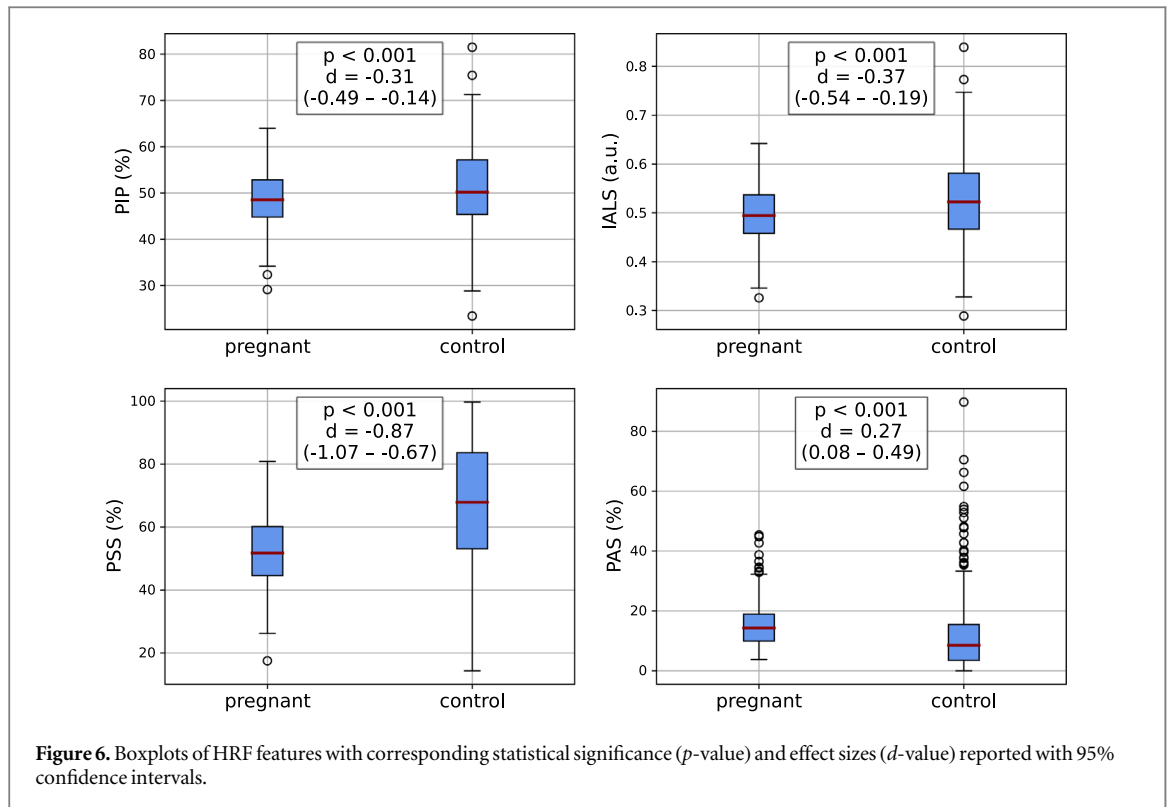 p < 0.001
d = -0.31
(-0.49 – -0.14)
PIP (%)
80
70
60
50
40
30
pregnant
control
p < 0.001
d = -0.37
(-0.54 – -0.19)
IALS (a.u.)
0.8
0.7
0.6
0.5
0.4
0.3
pregnant
control
p < 0.001
d = -0.87
(-1.07 – -0.67)
PSS (%)
100
80
60
40
20
pregnant
control
p < 0.001
d = 0.27
(0.08 – 0.49)
PAS (%)
80
60
40
20
0
pregnant
control
Figure 6. Boxplots of HRF features with corresponding statistical significance (p-value) and effect sizes (d-value) reported with 95%
confidence intervals.